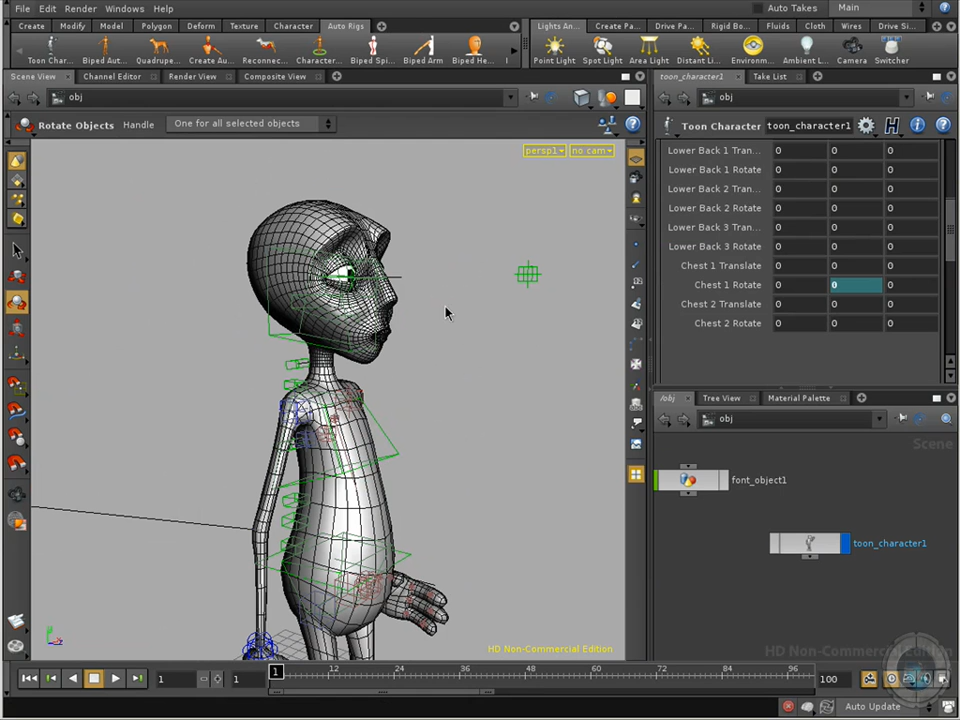 File Edit Render Assets Windows Help Auto Takes Main
Create Modify Model Polygon Deform Texture Character Auto Rigs Lights An... Create Pa... Drive Pa... Rigid Bo... Fluids Cloth Wires Drive Si...
Toon Char... Biped Aut... Quadrupe... Create Au... Reconnec... Character... Biped Spi... Biped Arm Biped He... Point Light Spot Light Area Light Distant Li... Environm... Ambient L... Camera Switcher
Scene View Channel Editor Render View Composite View toon_character1 Take List
obj obj
Rotate Objects Handle One for all selected objects Toon Character toon_character1
persp1 no cam
Lower Back 1 Tran... 0 0 0
Lower Back 1 Rotate 0 0 0
Lower Back 2 Tran... 0 0 0
Lower Back 2 Rotate 0 0 0
Lower Back 3 Tran... 0 0 0
Lower Back 3 Rotate 0 0 0
Chest 1 Translate 0 0 0
Chest 1 Rotate 0 0 0
Chest 2 Translate 0 0 0
Chest 2 Rotate 0 0 0
/obj Tree View Material Palette
obj
Scene
font_object1
toon_character1
HD Non-Commercial Edition
HD Non-Commercial Edition
1 1 1 12 24 36 48 60 72 84 96 100
Auto Update